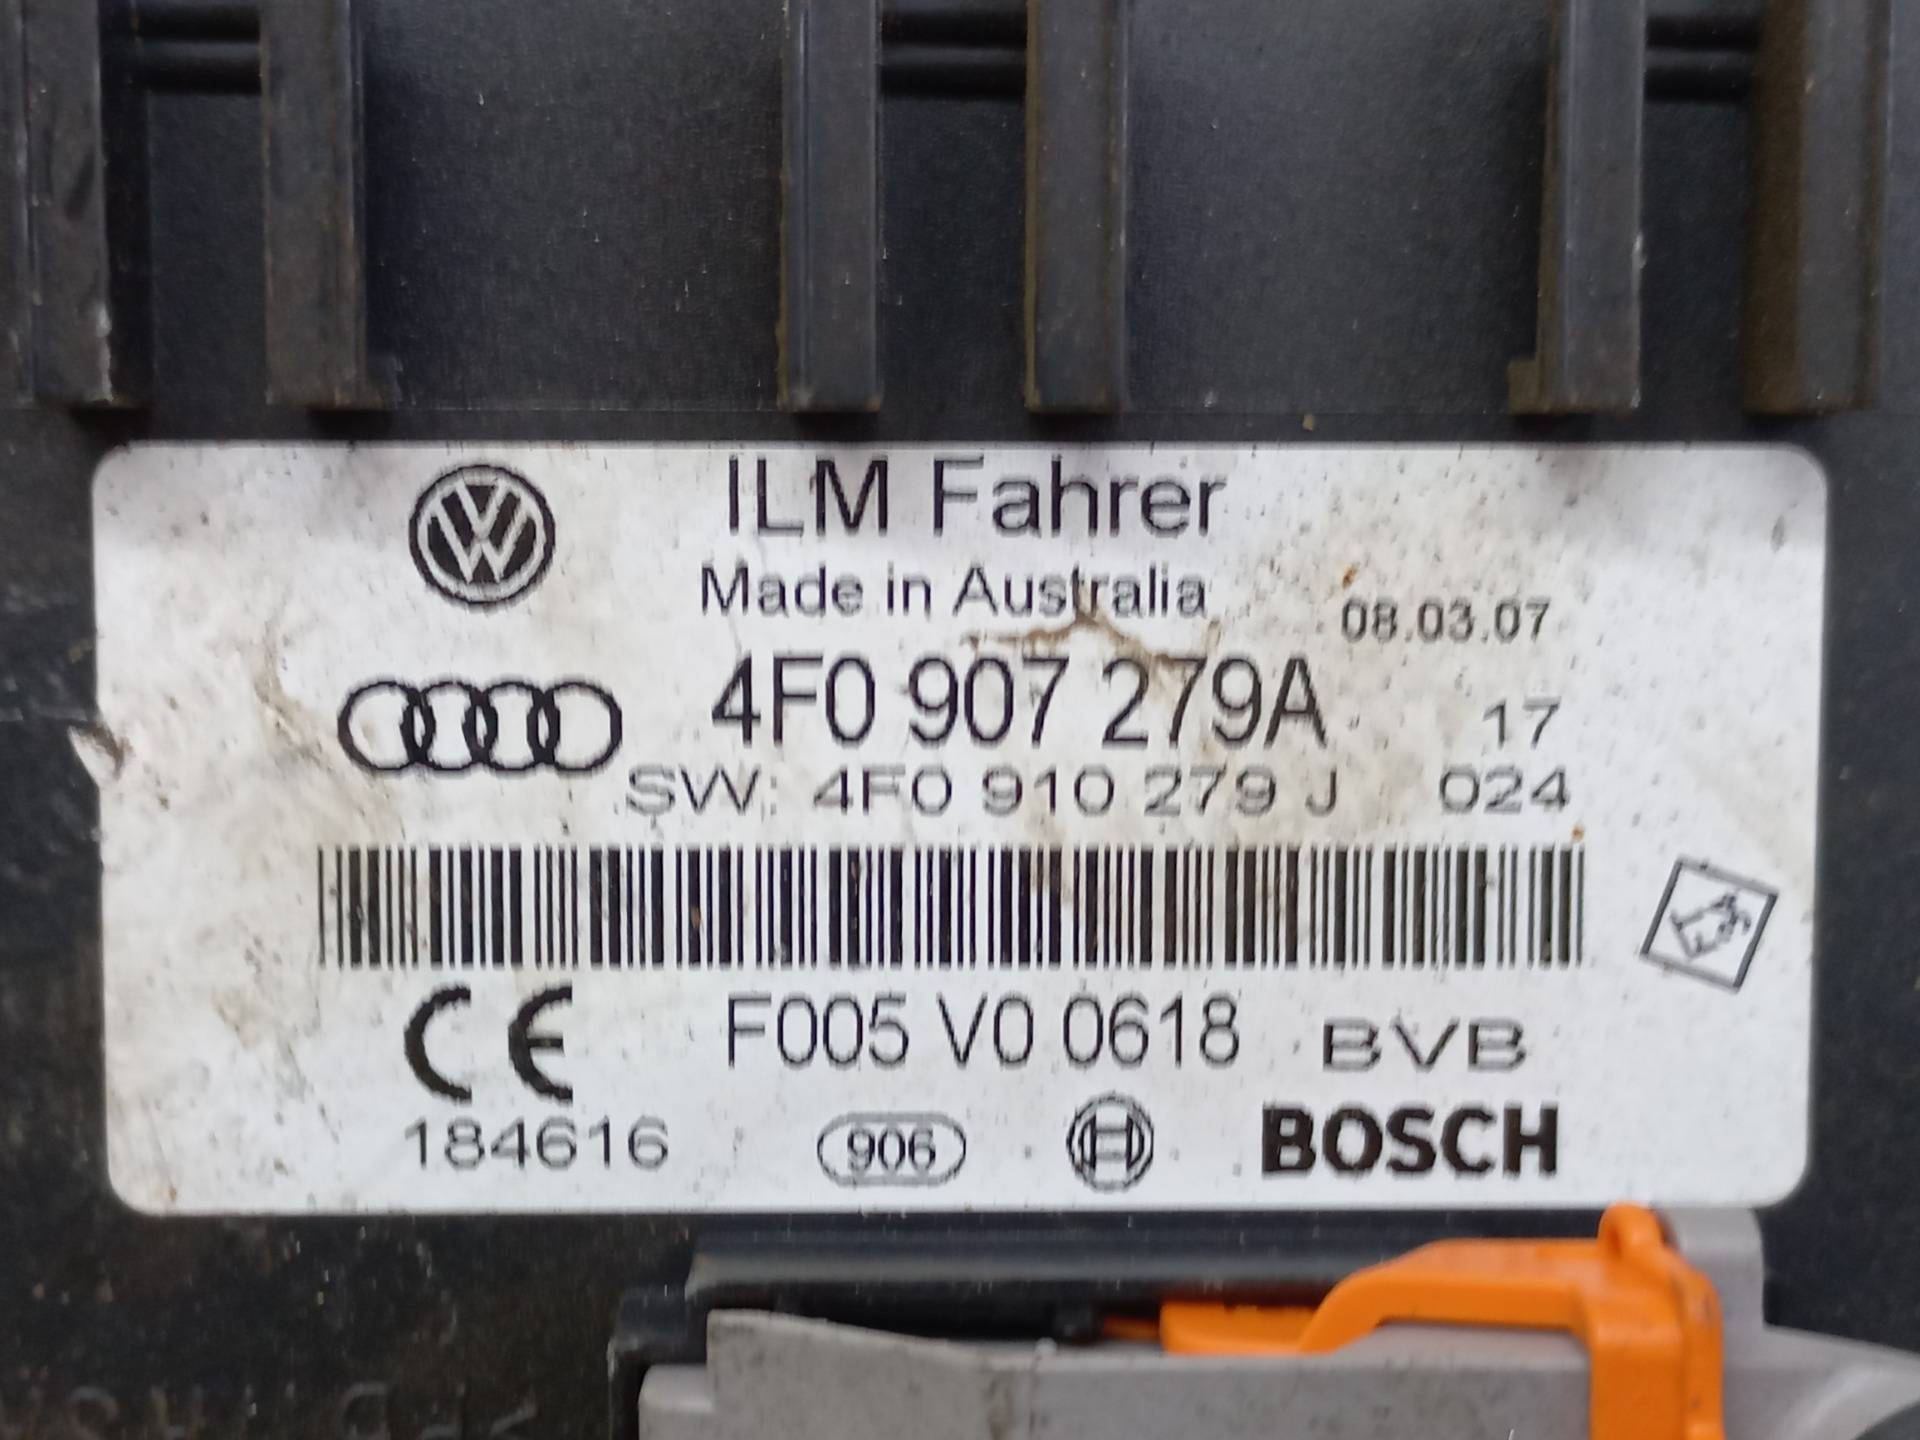 ILM Fahrer
Made in Australia
08.03.07
4F0 907 279A
17
SW: 4F0 910 279 J
024
F005 V0 0618
BVB
184616
906
BOSCH